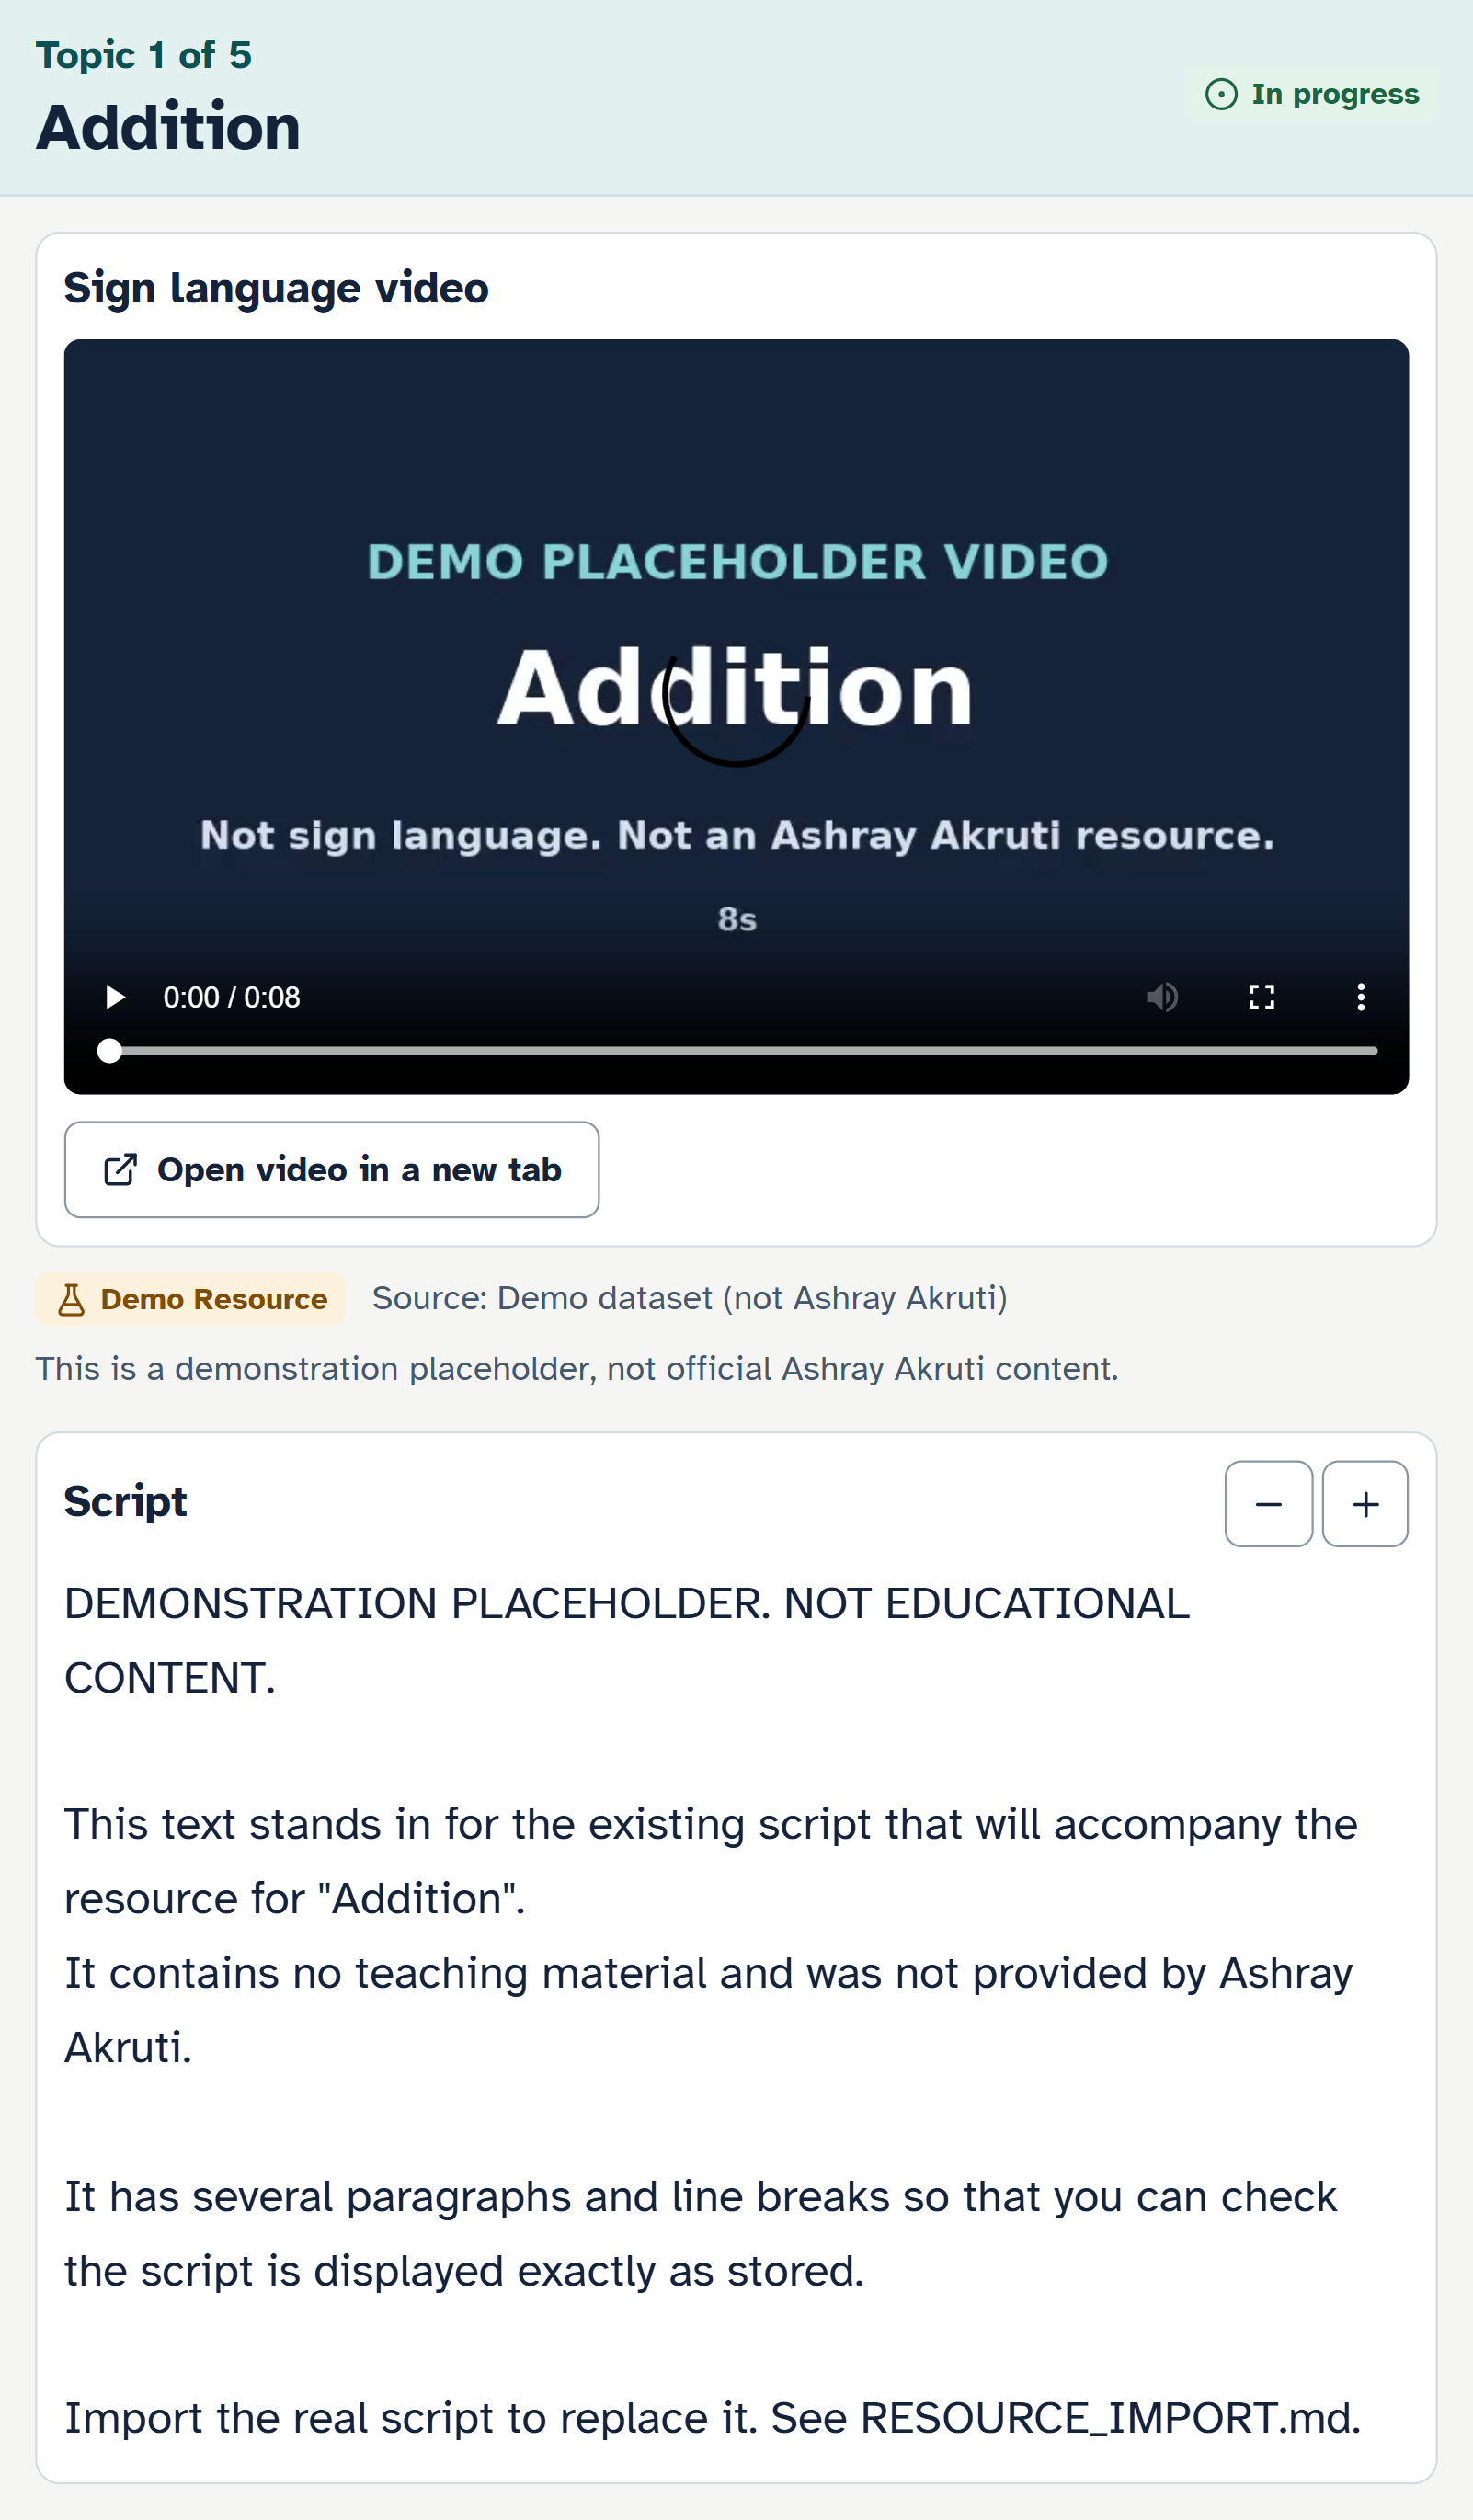 Topic 1 of 5
Addition
In progress
Sign language video
DEMO PLACEHOLDER VIDEO
Addition
Not sign language. Not an Ashray Akruti resource.
8s
0:00 / 0:08
Open video in a new tab
Demo Resource
Source: Demo dataset (not Ashray Akruti)
This is a demonstration placeholder, not official Ashray Akruti content.
Script
DEMONSTRATION PLACEHOLDER. NOT EDUCATIONAL
CONTENT.
This text stands in for the existing script that will accompany the
resource for "Addition".
It contains no teaching material and was not provided by Ashray
Akruti.
It has several paragraphs and line breaks so that you can check
the script is displayed exactly as stored.
Import the real script to replace it. See RESOURCE_IMPORT.md.